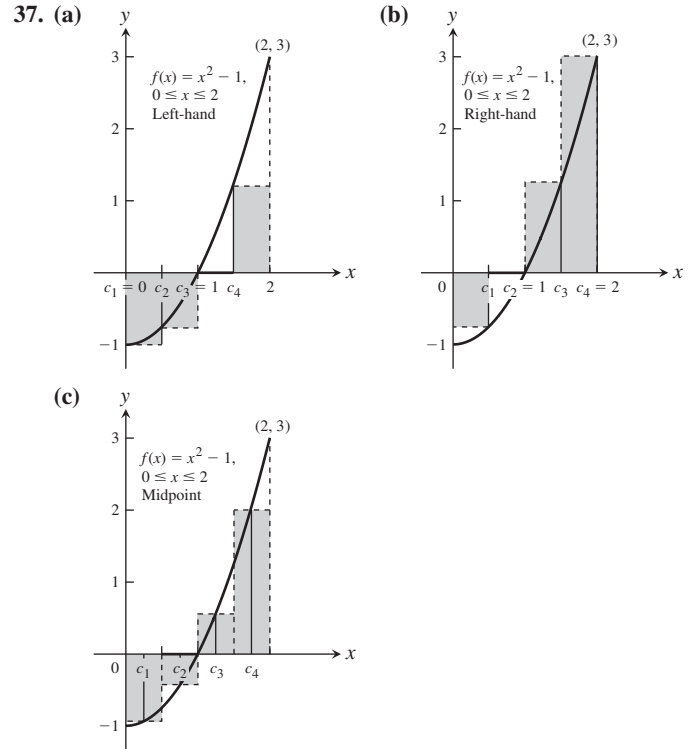 37. (a)
y
3
(2, 3)
f(x) = x² − 1,
0 ≤ x ≤ 2
Left-hand
2
1
x
c₁ = 0 c₂ c₃ = 1 c₄ 2
−1
(b)
y
3
(2, 3)
f(x) = x² − 1,
0 ≤ x ≤ 2
Right-hand
2
1
x
0 c₁ c₂ = 1 c₃ c₄ = 2
−1
(c)
y
3
(2, 3)
f(x) = x² − 1,
0 ≤ x ≤ 2
Midpoint
2
1
x
0 c₁ c₂ c₃ c₄
−1